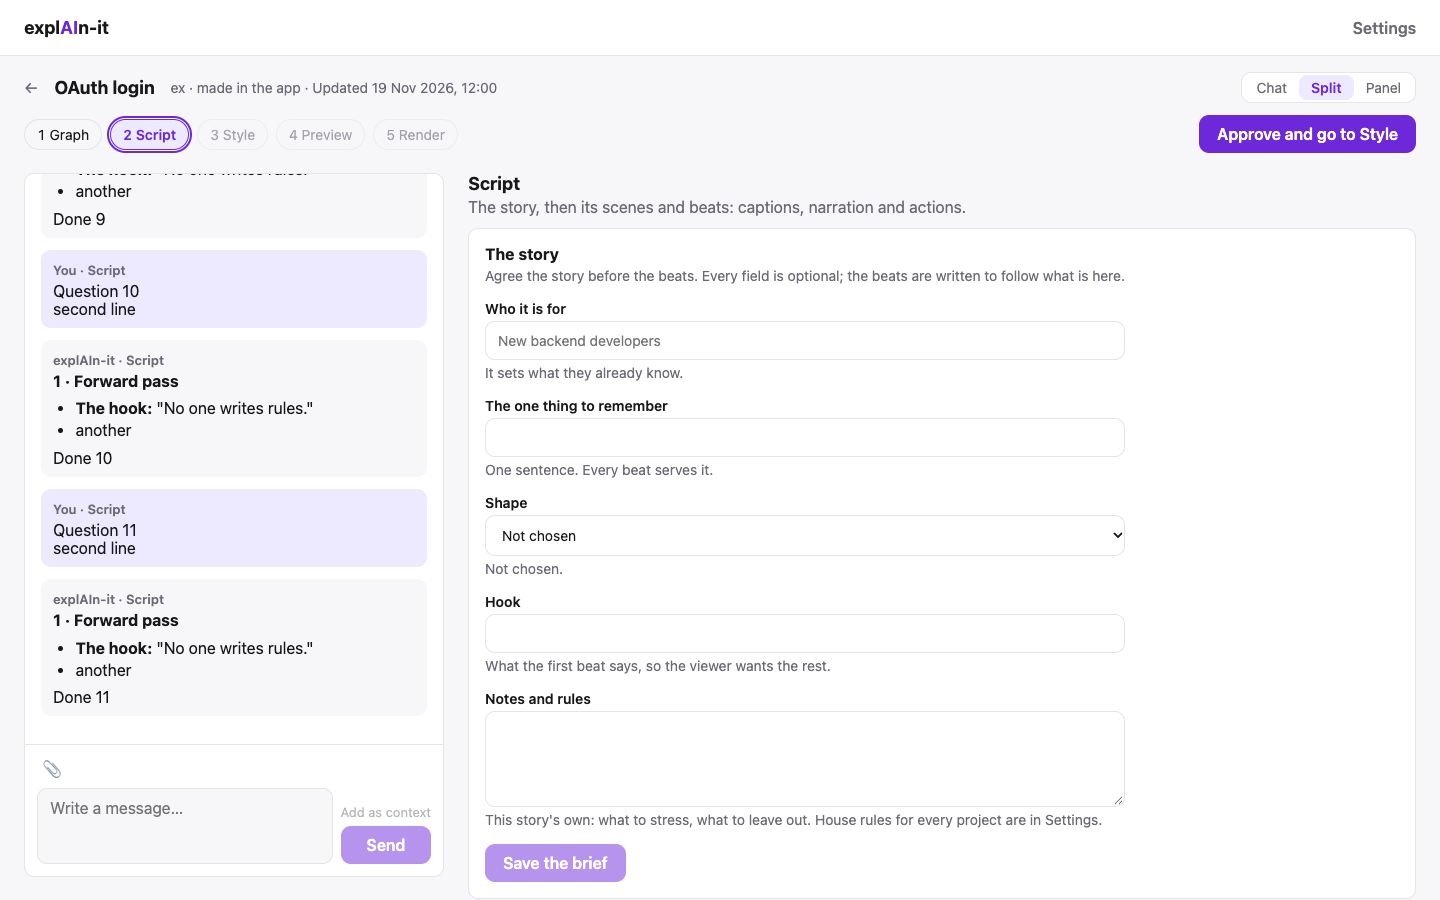 explAIn-it
Settings
← OAuth login ex · made in the app · Updated 19 Nov 2026, 12:00
Chat Split Panel
1 Graph 2 Script 3 Style 4 Preview 5 Render
Approve and go to Style
• another
Done 9
You · Script
Question 10
second line
explAIn-it · Script
1 · Forward pass
• The hook: "No one writes rules."
• another
Done 10
You · Script
Question 11
second line
explAIn-it · Script
1 · Forward pass
• The hook: "No one writes rules."
• another
Done 11
Write a message...
Add as context
Send
Script
The story, then its scenes and beats: captions, narration and actions.
The story
Agree the story before the beats. Every field is optional; the beats are written to follow what is here.
Who it is for
New backend developers
It sets what they already know.
The one thing to remember
One sentence. Every beat serves it.
Shape
Not chosen
Not chosen.
Hook
What the first beat says, so the viewer wants the rest.
Notes and rules
This story's own: what to stress, what to leave out. House rules for every project are in Settings.
Save the brief